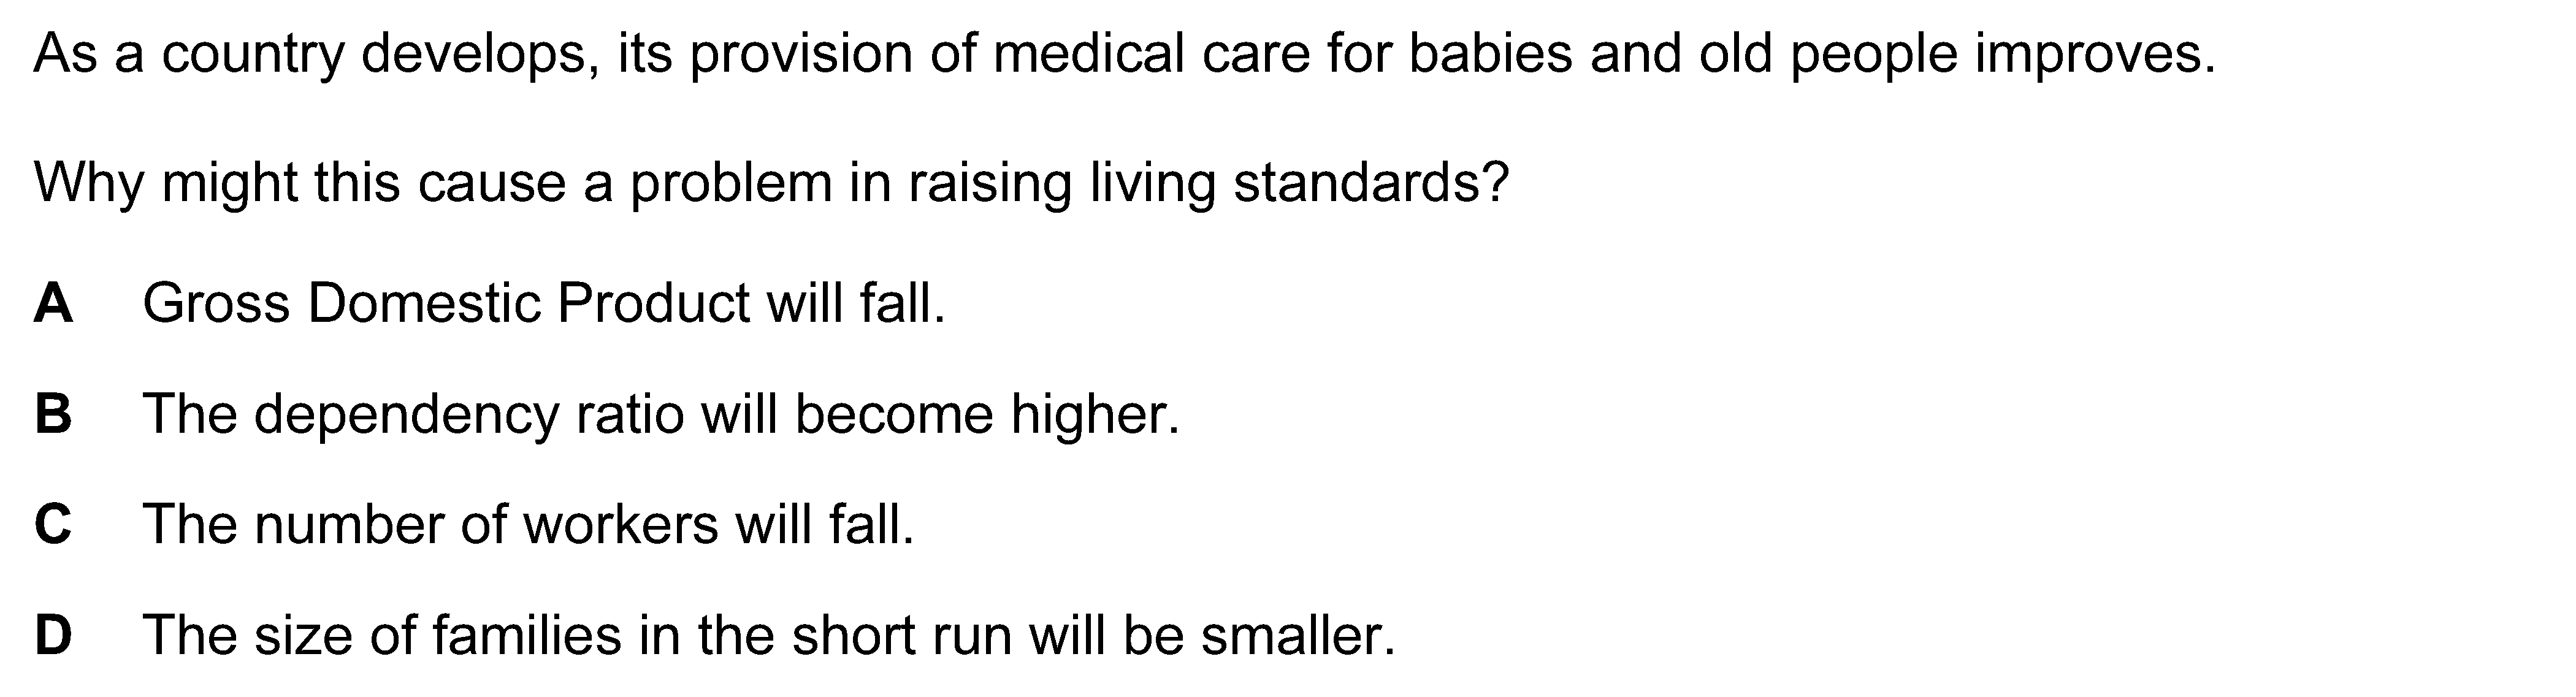 As a country develops, its provision of medical care for babies and old people improves.
Why might this cause a problem in raising living standards?
A Gross Domestic Product will fall.
B The dependency ratio will become higher.
C The number of workers will fall.
D The size of families in the short run will be smaller.